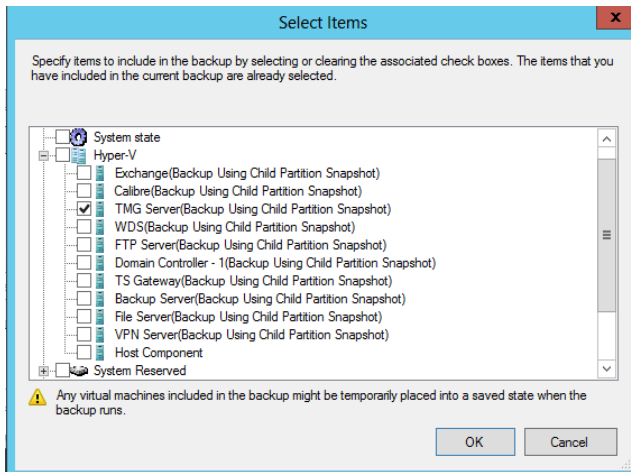 Select Items
x
Specify items to include in the backup by selecting or clearing the associated check boxes. The items that you
have included in the current backup are already selected.
System state
Hyper-V
Exchange(Backup Using Child Partition Snapshot)
Calibre(Backup Using Child Partition Snapshot)
TMG Server(Backup Using Child Partition Snapshot)
WDS(Backup Using Child Partition Snapshot)
FTP Server(Backup Using Child Partition Snapshot)
Domain Controller - 1(Backup Using Child Partition Snapshot)
TS Gateway(Backup Using Child Partition Snapshot)
Backup Server(Backup Using Child Partition Snapshot)
File Server(Backup Using Child Partition Snapshot)
VPN Server(Backup Using Child Partition Snapshot)
Host Component
System Reserved
Any virtual machines included in the backup might be temporarily placed into a saved state when the
backup runs.
OK
Cancel